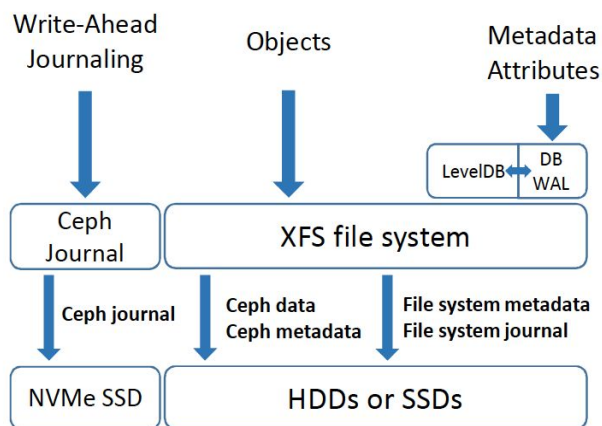 Write-Ahead
Journaling
Objects
Metadata
Attributes
LevelDB
DB
WAL
Ceph
Journal
XFS file system
Ceph journal
Ceph data
Ceph metadata
File system metadata
File system journal
NVMe SSD
HDDs or SSDs